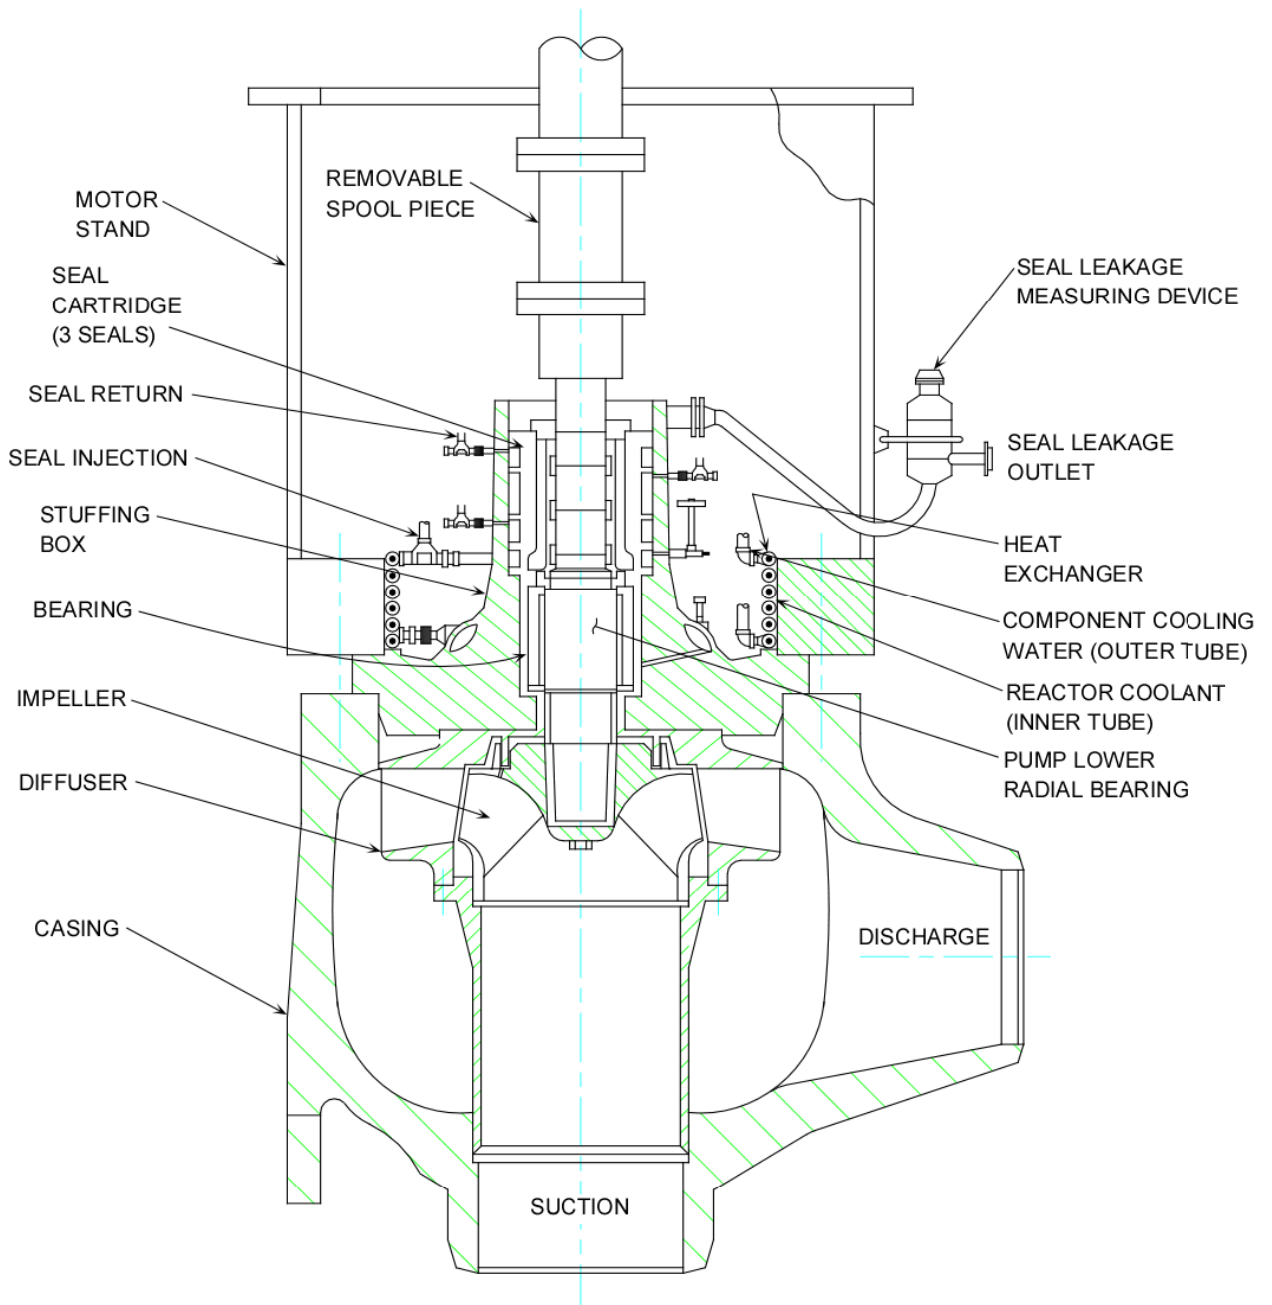 REMOVABLE
SPOOL PIECE
MOTOR
STAND
SEAL
CARTRIDGE
(3 SEALS)
SEAL RETURN
SEAL INJECTION
STUFFING
BOX
BEARING
IMPELLER
DIFFUSER
CASING
SEAL LEAKAGE
MEASURING DEVICE
SEAL LEAKAGE
OUTLET
HEAT
EXCHANGER
COMPONENT COOLING
WATER (OUTER TUBE)
REACTOR COOLANT
(INNER TUBE)
PUMP LOWER
RADIAL BEARING
DISCHARGE
SUCTION